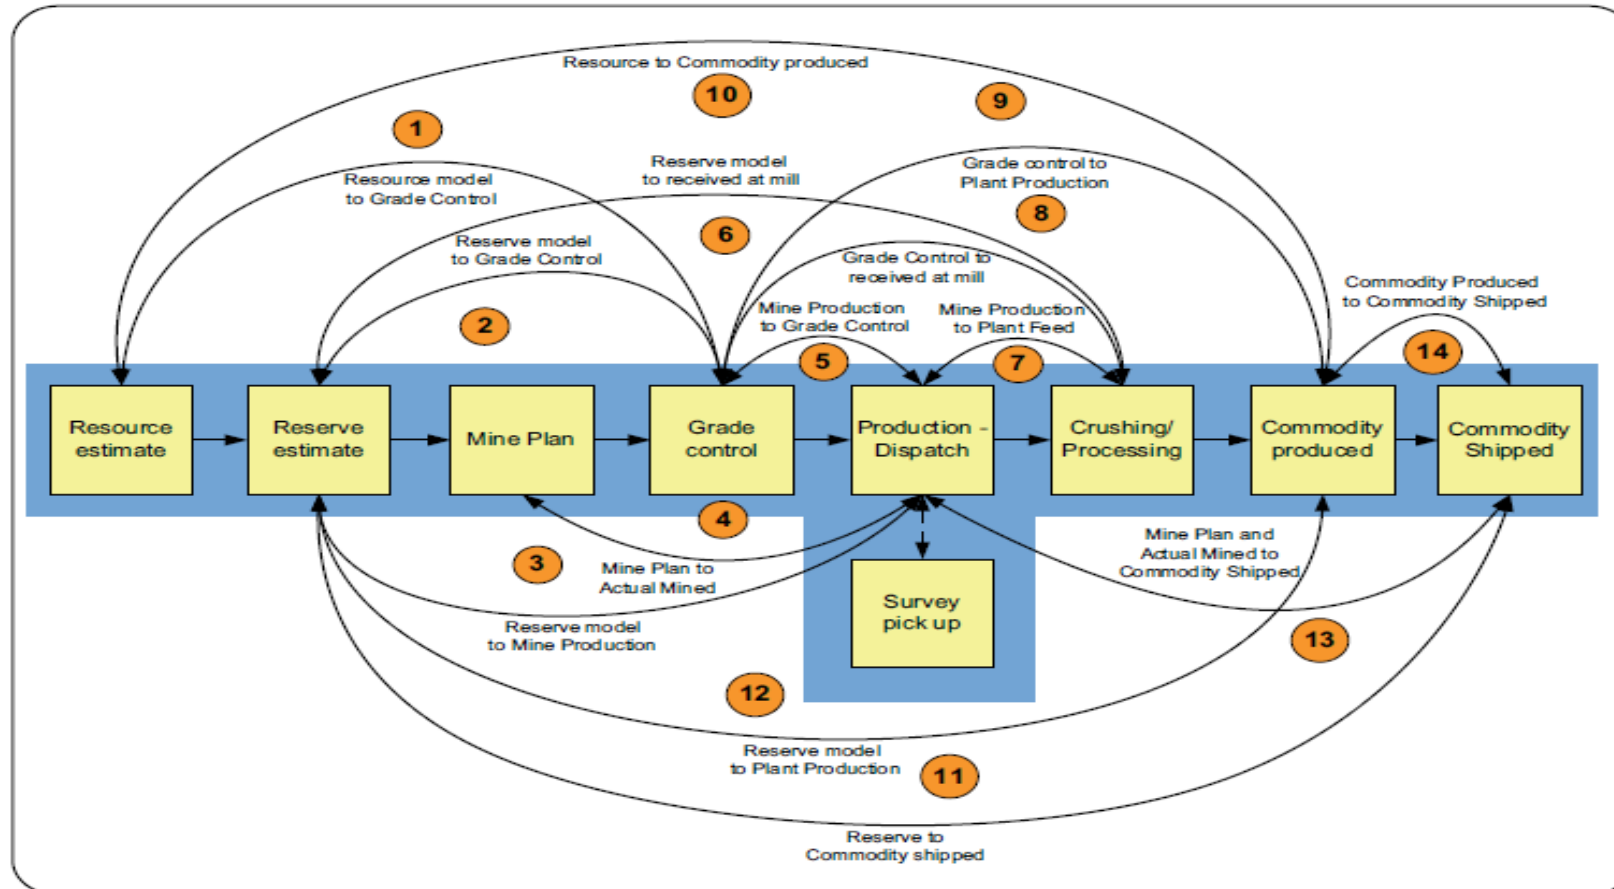 Resource to Commodity produced
10
9
1
Reserve model
to received at mill
Grade control to
Plant Production
Resource model
to Grade Control
8
6
Reserve model
to Grade Control
Grade Control to
received at mill
Commodity Produced
to Commodity Shipped
2
Mine Production
to Grade Control
Mine Production
to Plant Feed
5
7
14
Resource
estimate
Reserve
estimate
Mine Plan
Grade
control
Production -
Dispatch
Crushing/
Processing
Commodity
produced
Commodity
Shipped
4
3
Mine Plan to
Actual Mined
Mine Plan and
Actual Mined to
Commodity Shipped
Survey
pick up
Reserve model
to Mine Production
13
12
Reserve model
to Plant Production
11
Reserve to
Commodity shipped